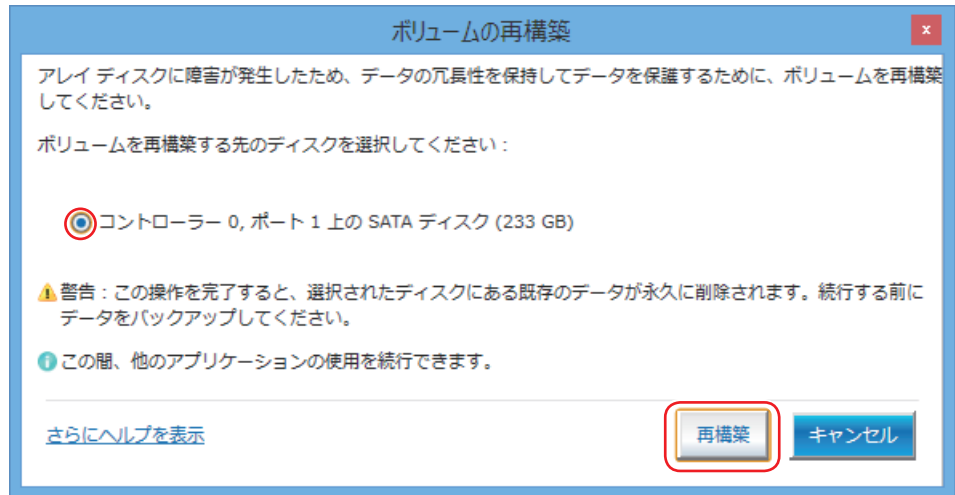 ボリュームの再構築
x
アレイ ディスクに障害が発生したため、データの冗長性を保持してデータを保護するために、ボリュームを再構築
してください。
ボリュームを再構築する先のディスクを選択してください :
コントローラー 0, ポート 1 上の SATA ディスク (233 GB)
警告 : この操作を完了すると、選択されたディスクにある既存のデータが永久に削除されます。続行する前に
データをバックアップしてください。
この間、他のアプリケーションの使用を続行できます。
さらにヘルプを表示
再構築
キャンセル